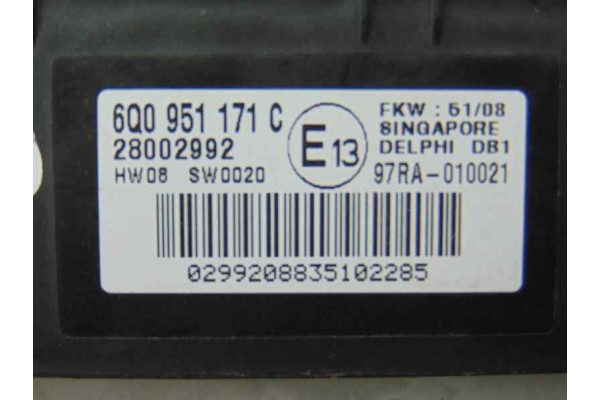 6Q0 951 171 C
28002992
HW08 SW0020
E13
FKW : 51/08
SINGAPORE
DELPHI DB1
97RA-010021
0299208835102285